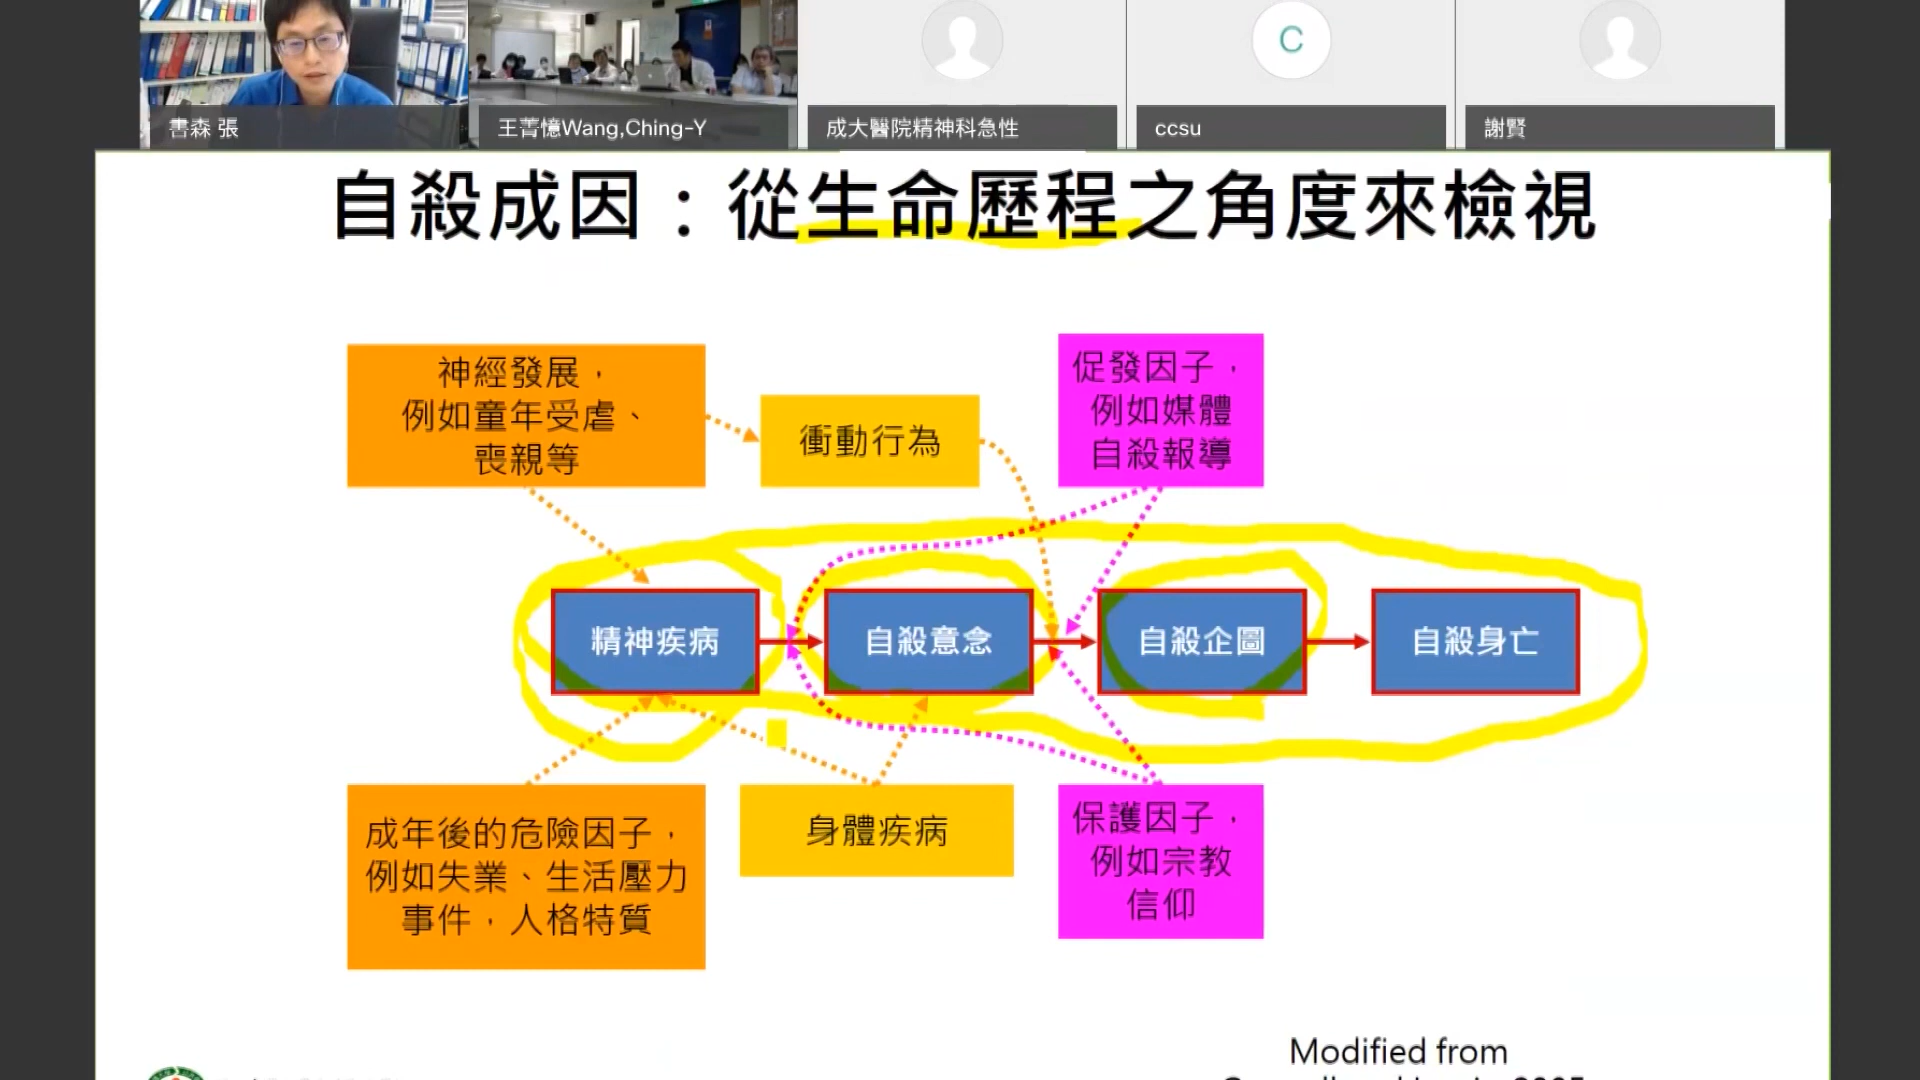 書森 張
王菁憶Wang,Ching-Y
成大醫院精神科急性
C
ccsu
謝賢
自殺成因：從生命歷程之角度來檢視
神經發展，
例如童年受虐、
喪親等
衝動行為
促發因子，
例如媒體
自殺報導
精神疾病
自殺意念
自殺企圖
自殺身亡
成年後的危險因子，
例如失業、生活壓力
事件，人格特質
身體疾病
保護因子，
例如宗教
信仰
Modified from